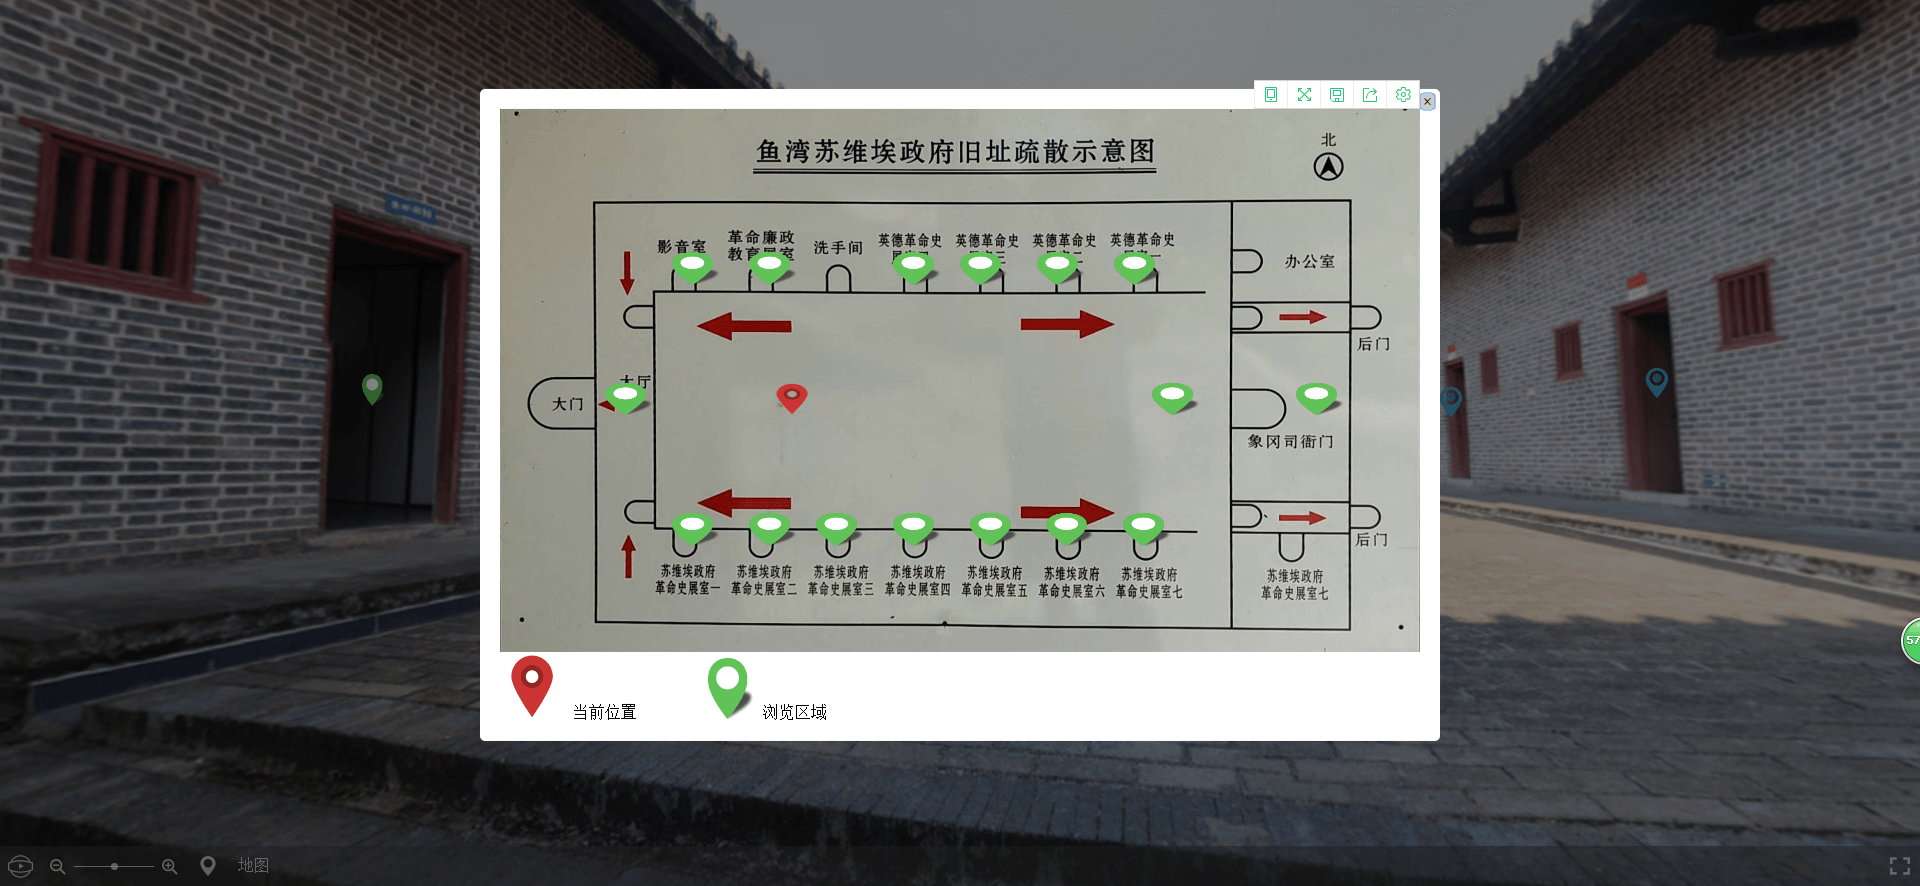 鱼湾苏维埃政府旧址疏散示意图
北
影音室
革命廉政
洗手间
英德革命史
英德革命史
英德革命史
英德革命史
办公室
后门
大厅
大门
象冈司衙门
后门
苏维埃政府
革命史展室一
苏维埃政府
革命史展室二
苏维埃政府
革命史展室三
苏维埃政府
革命史展室四
苏维埃政府
革命史展室五
苏维埃政府
革命史展室六
苏维埃政府
革命史展室七
苏维埃政府
革命史展室七
当前位置
浏览区域
57
地图